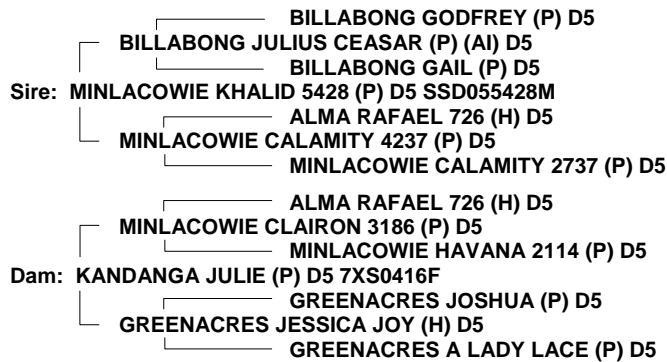 BILLABONG GODFREY (P) D5
BILLABONG JULIUS CEASAR (P) (AI) D5
BILLABONG GAIL (P) D5
Sire: MINLACOWIE KHALID 5428 (P) D5 SSD055428M
ALMA RAFAEL 726 (H) D5
MINLACOWIE CALAMITY 4237 (P) D5
MINLACOWIE CALAMITY 2737 (P) D5
ALMA RAFAEL 726 (H) D5
MINLACOWIE CLAIRON 3186 (P) D5
MINLACOWIE HAVANA 2114 (P) D5
Dam: KANDANGA JULIE (P) D5 7XS0416F
GREENACRES JOSHUA (P) D5
GREENACRES JESSICA JOY (H) D5
GREENACRES A LADY LACE (P) D5